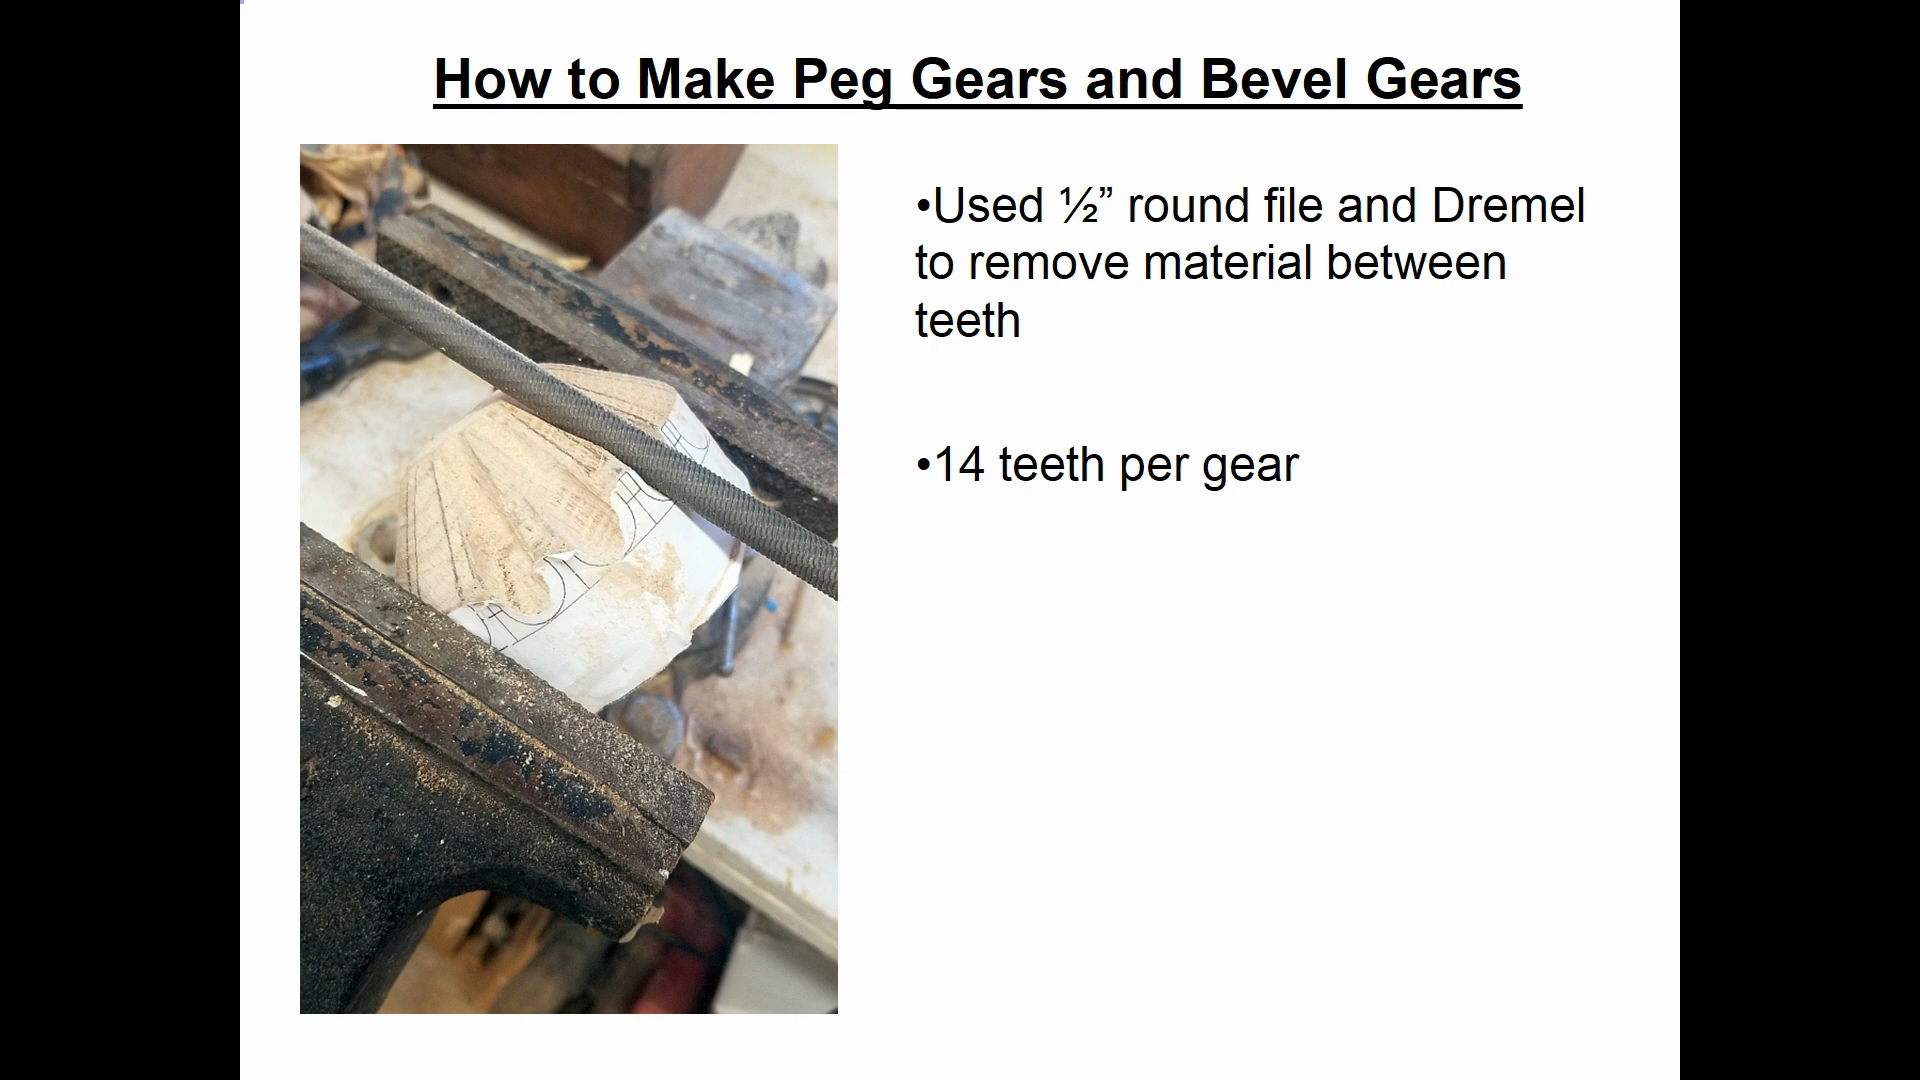 How to Make Peg Gears and Bevel Gears
•Used ½” round file and Dremel
to remove material between
teeth
•14 teeth per gear